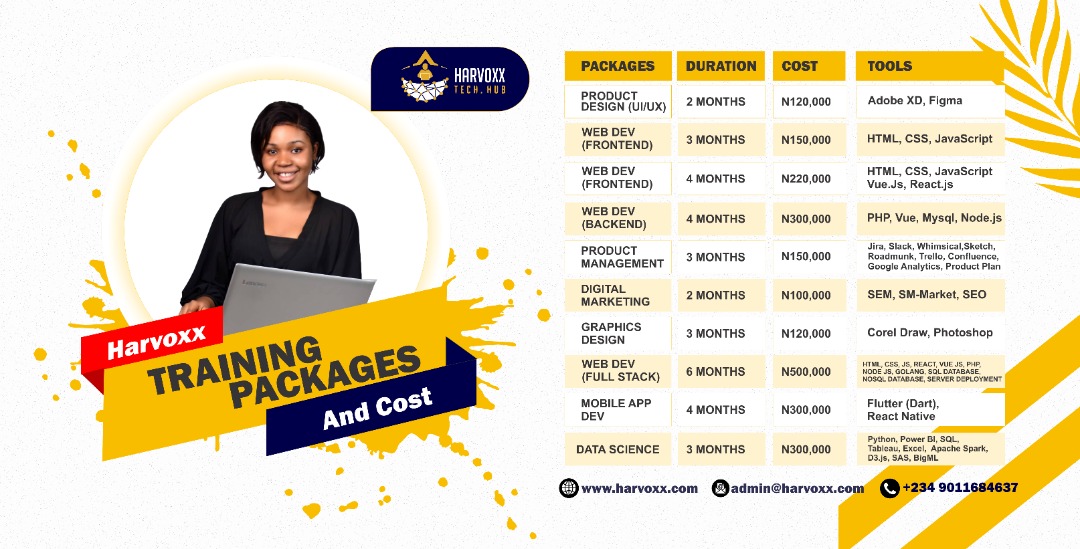 HARVOXX
TECH.HUB
Lenovo
Harvoxx
TRAINING
PACKAGES
And Cost
PACKAGES DURATION COST TOOLS
PRODUCT
DESIGN (UI/UX) 2 MONTHS N120,000 Adobe XD, Figma
WEB DEV
(FRONTEND) 3 MONTHS N150,000 HTML, CSS, JavaScript
WEB DEV
(FRONTEND) 4 MONTHS N220,000 HTML, CSS, JavaScript
Vue.Js, React.js
WEB DEV
(BACKEND) 4 MONTHS N300,000 PHP, Vue, Mysql, Node.js
PRODUCT
MANAGEMENT 3 MONTHS N150,000 Jira, Slack, Whimsical,Sketch,
Roadmunk, Trello, Confluence,
Google Analytics, Product Plan
DIGITAL
MARKETING 2 MONTHS N100,000 SEM, SM-Market, SEO
GRAPHICS
DESIGN 3 MONTHS N120,000 Corel Draw, Photoshop
WEB DEV
(FULL STACK) 6 MONTHS N500,000 HTML, CSS, JS, REACT, VUE JS, PHP,
NODE JS, GOLANG, SQL DATABASE,
NOSQL DATABASE, SERVER DEPLOYMENT
MOBILE APP
DEV 4 MONTHS N300,000 Flutter (Dart),
React Native
DATA SCIENCE 3 MONTHS N300,000 Python, Power BI, SQL,
Tableau, Excel, Apache Spark,
D3.js, SAS, BigML
www.harvoxx.com admin@harvoxx.com +234 9011684637